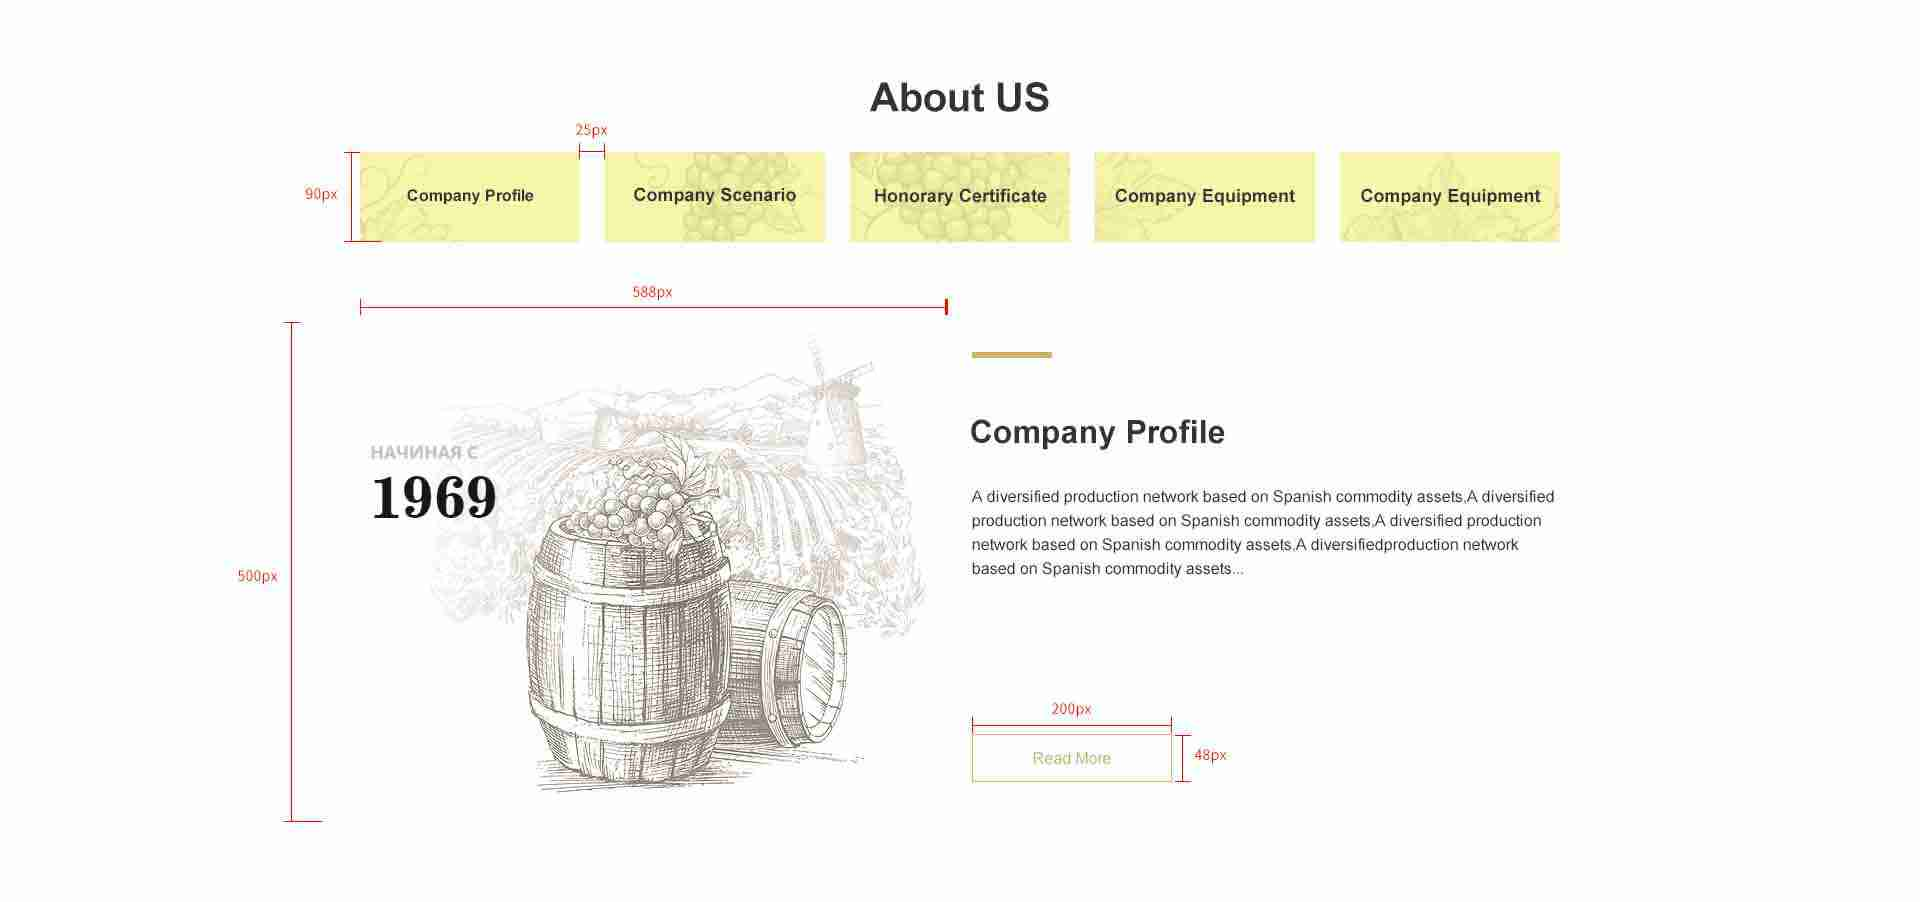 About US
25px
90px
Company Profile
Company Scenario
Honorary Certificate
Company Equipment
Company Equipment
588px
500px
НАЧИНАЯ С
1969
Company Profile
A diversified production network based on Spanish commodity assets,A diversified
production network based on Spanish commodity assets,A diversified production
network based on Spanish commodity assets,A diversifiedproduction network
based on Spanish commodity assets...
200px
Read More
48px